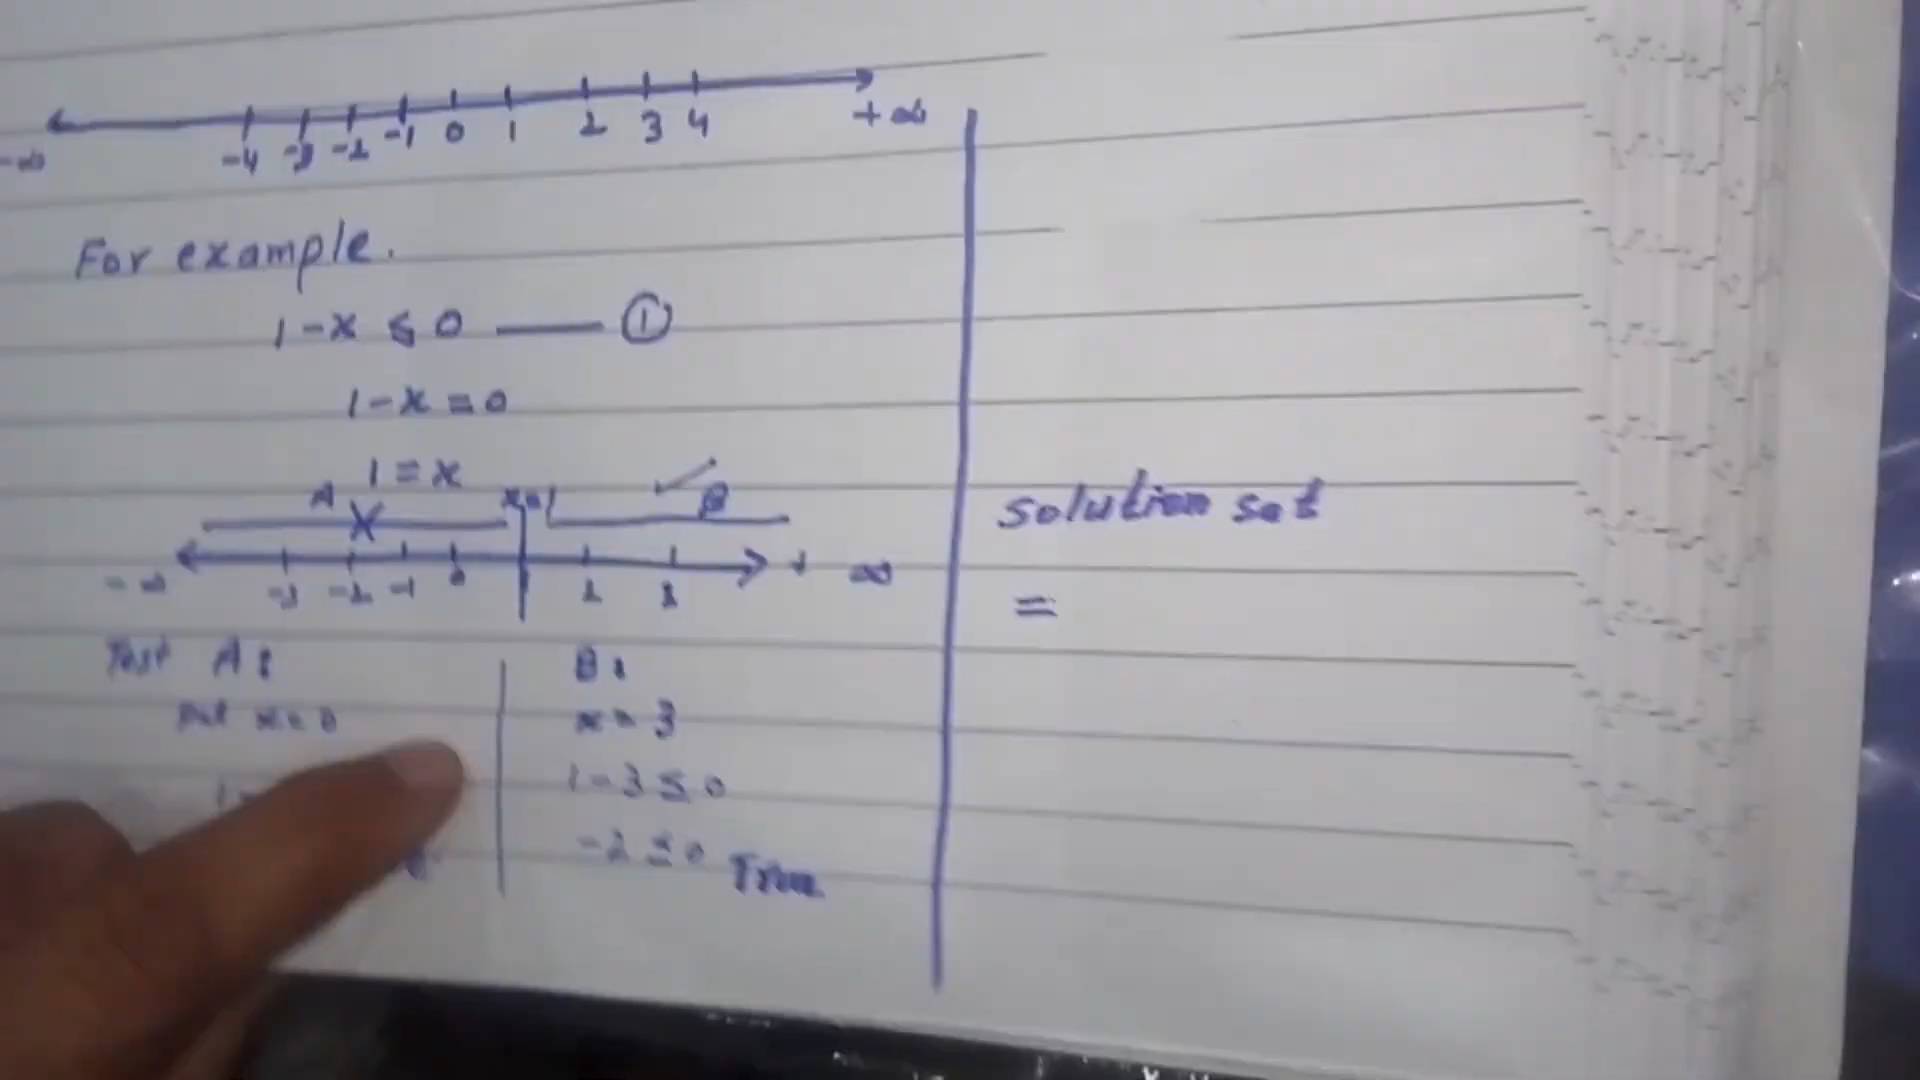 -∞ -4 -3 -2 -1 0 1 2 3 4 +∞
For example.
1-x ≤ 0 —— ①
1-x = 0
1 = x
A X x=1 ✓ B
-∞ -3 -2 -1 0 2 3 + ∞
Test A:
Put x=0
B:
x = 3
1-3 ≤ 0
-2 ≤ 0 True
Solution set
=